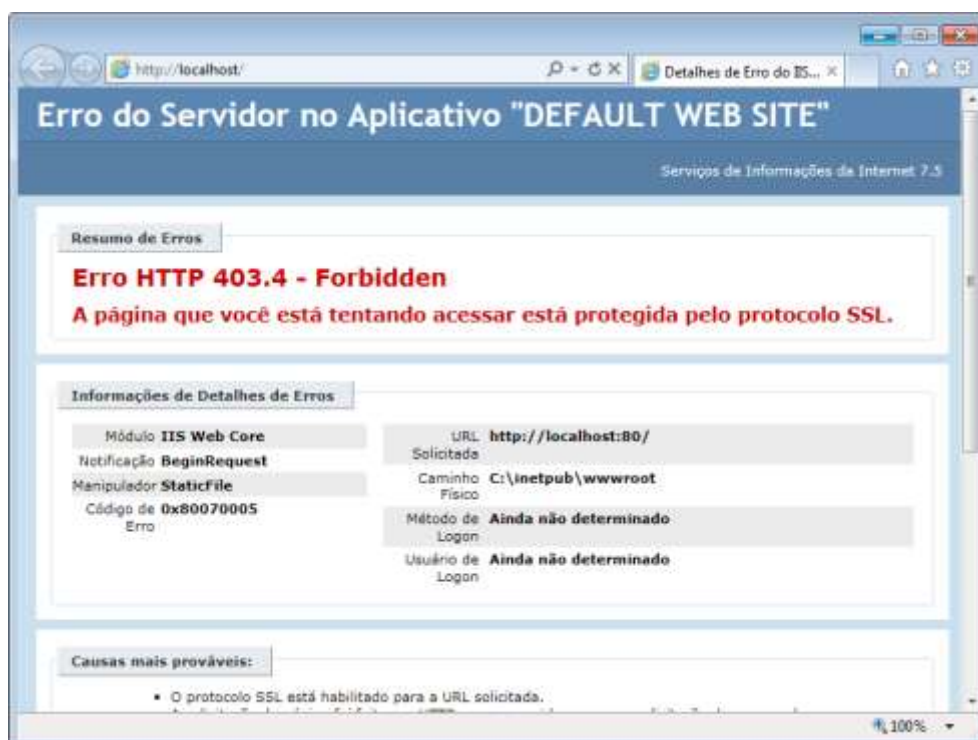 http://localhost/
Detalhes de Erro do IIS...
Erro do Servidor no Aplicativo "DEFAULT WEB SITE"
Serviços de Informações da Internet 7.5
Resumo de Erros
Erro HTTP 403.4 - Forbidden
A página que você está tentando acessar está protegida pelo protocolo SSL.
Informações de Detalhes de Erros
Módulo IIS Web Core
Notificação BeginRequest
Manipulador StaticFile
Código de Erro 0x80070005
URL Solicitada http://localhost:80/
Caminho Físico C:\inetpub\wwwroot
Método de Logon Ainda não determinado
Usuário de Logon Ainda não determinado
Causas mais prováveis:
• O protocolo SSL está habilitado para a URL solicitada.
100%